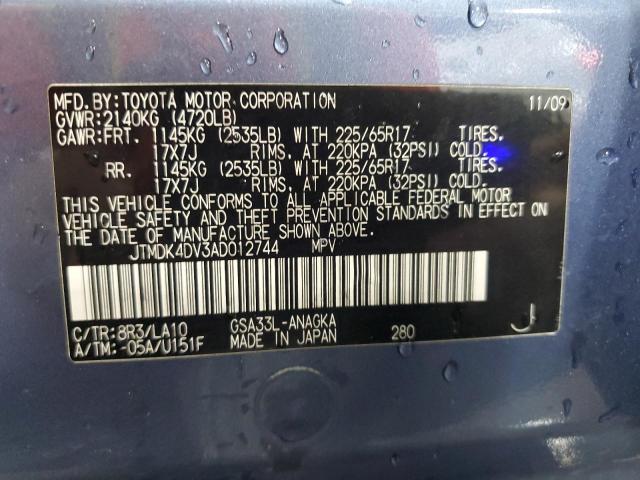 MFD. BY: TOYOTA MOTOR CORPORATION 11/09
GVWR: 2140KG (4720LB)
GAWR: FRT. 1145KG (2535LB) WITH 225/65R17 TIRES,
17X7J RIMS, AT 220KPA (32PSI) COLD.
RR. 1145KG (2535LB) WITH 225/65R17 TIRES,
17X7J RIMS, AT 220KPA (32PSI) COLD.
THIS VEHICLE CONFORMS TO ALL APPLICABLE FEDERAL MOTOR
VEHICLE SAFETY AND THEFT PREVENTION STANDARDS IN EFFECT ON
THE DATE OF MANUFACTURE SHOWN ABOVE.
JTMDK4DV3AD012744 MPV
C/TR: 8R3/LA10 GSA33L-ANAGKA
A/TM: -05A/U151F MADE IN JAPAN 280 J